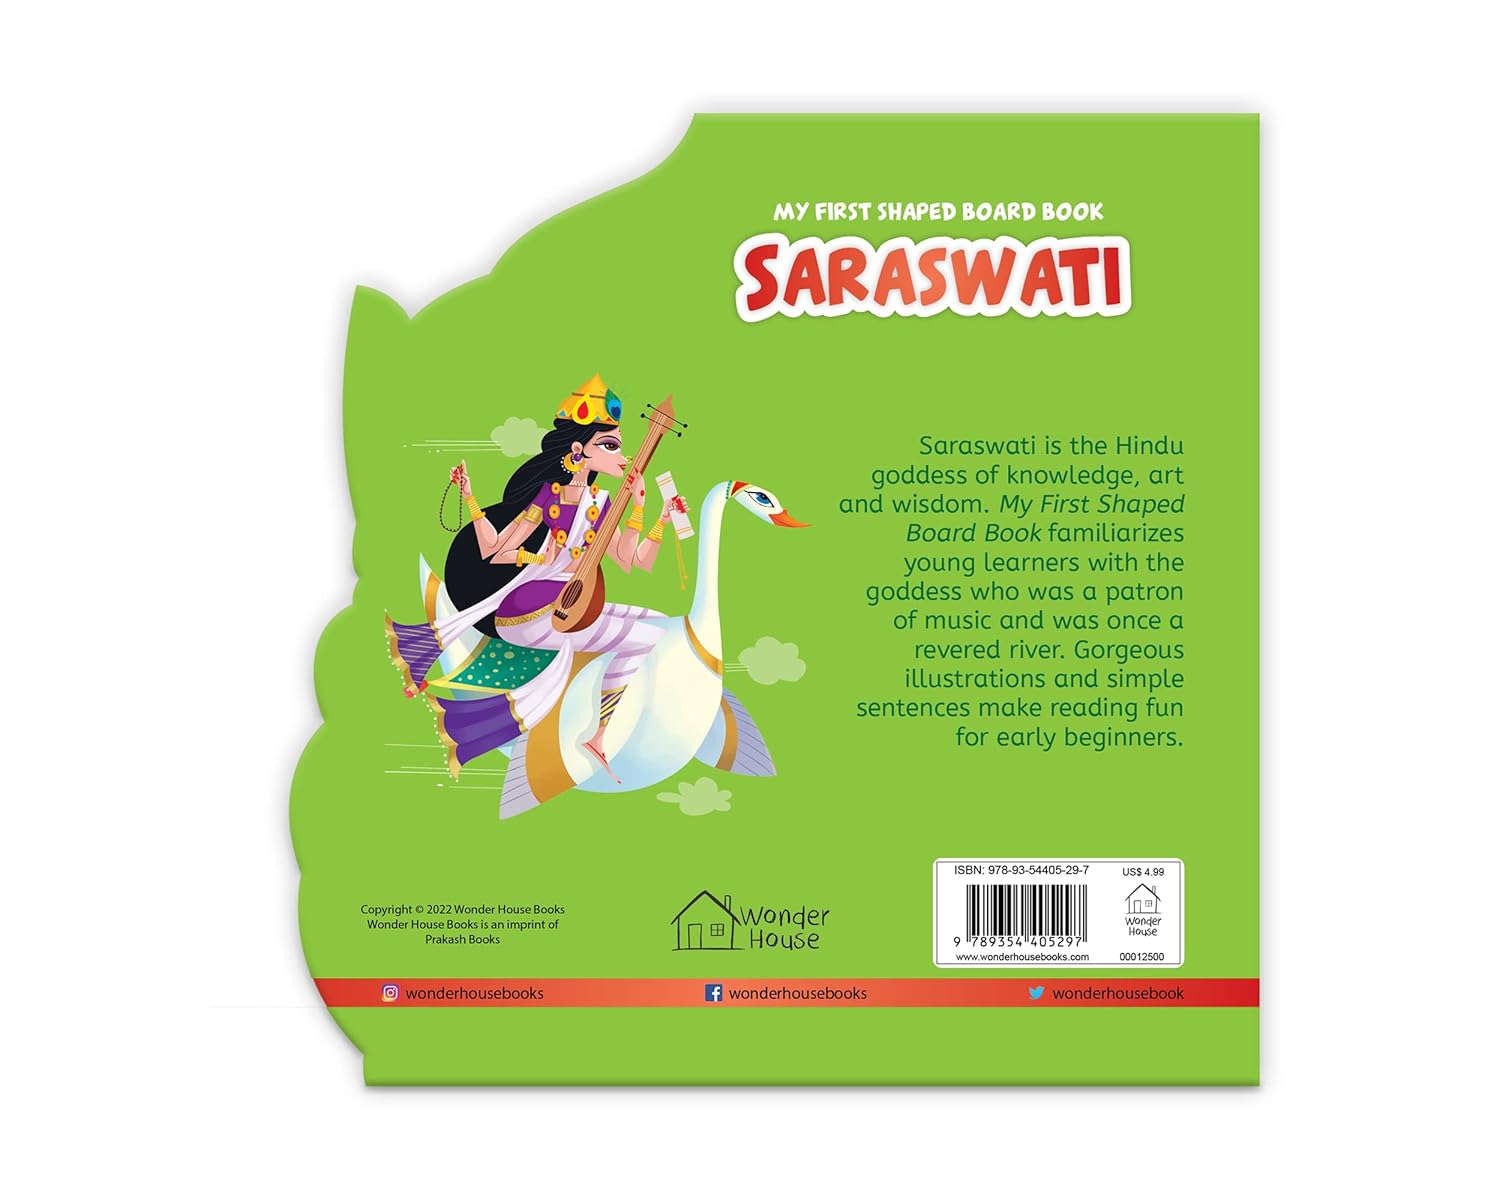 MY FIRST SHAPED BOARD BOOK
SARASWATI
Saraswati is the Hindu
goddess of knowledge, art
and wisdom. My First Shaped
Board Book familiarizes
young learners with the
goddess who was a patron
of music and was once a
revered river. Gorgeous
illustrations and simple
sentences make reading fun
for early beginners.
Copyright © 2022 Wonder House Books
Wonder House Books is an imprint of
Prakash Books
Wonder
House
ISBN: 978-93-54405-29-7
9 789354 405297
www.wonderhousebooks.com
US$ 4.99
Wonder
House
00012500
wonderhousebooks
wonderhousebooks
wonderhousebook